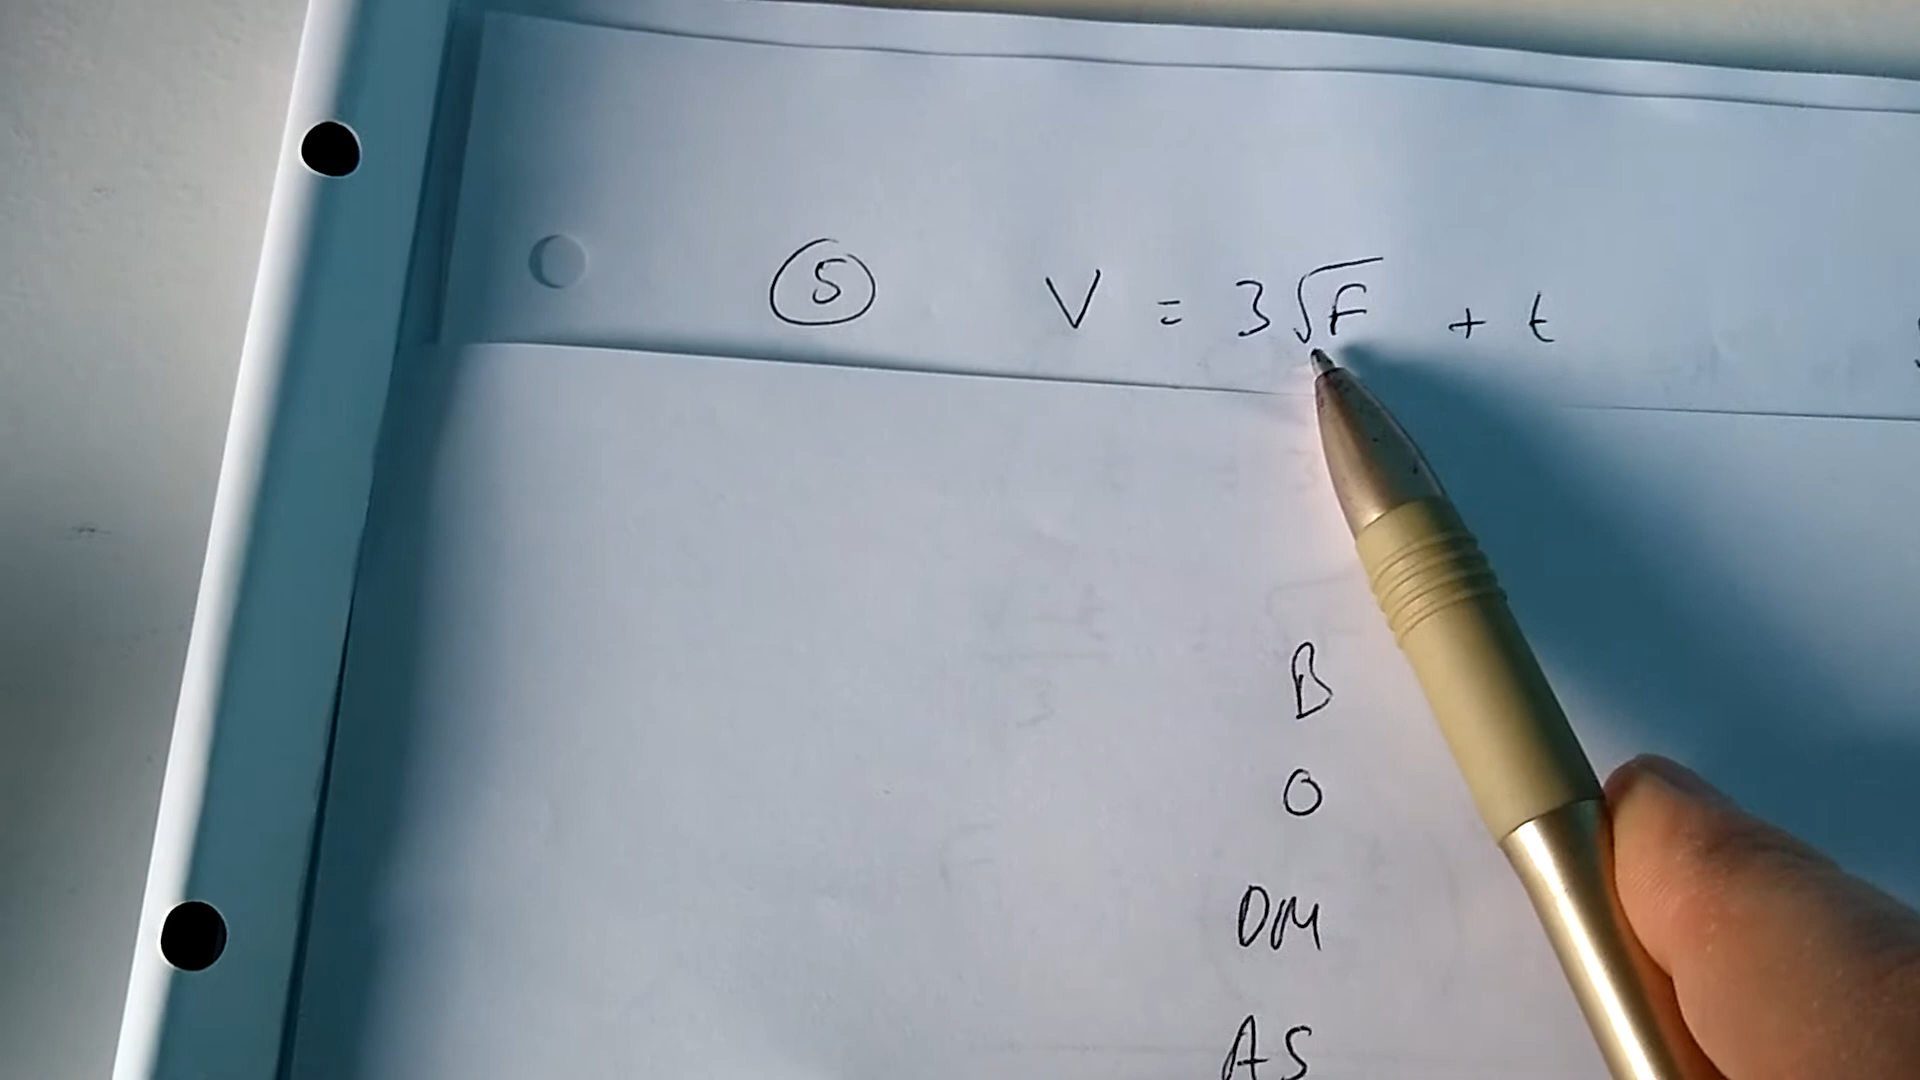 ⑤ V = 3√F + t
B
O
DM
AS